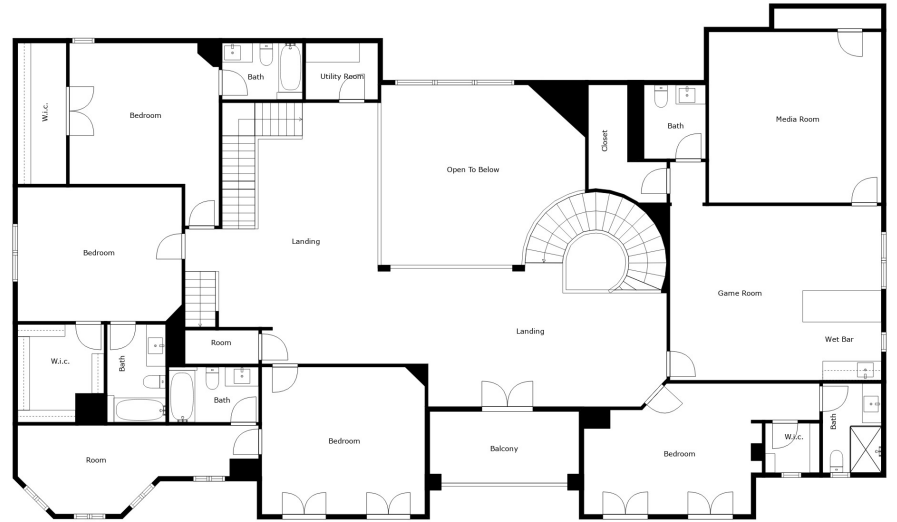 Bath
Utility Room
W.i.c.
Bedroom
Media Room
Bath
Closet
Open To Below
Landing
Bedroom
Game Room
Landing
Wet Bar
Room
W.i.c.
Bath
Bath
Bedroom
Balcony
Bedroom
W.i.c.
Bath
Room